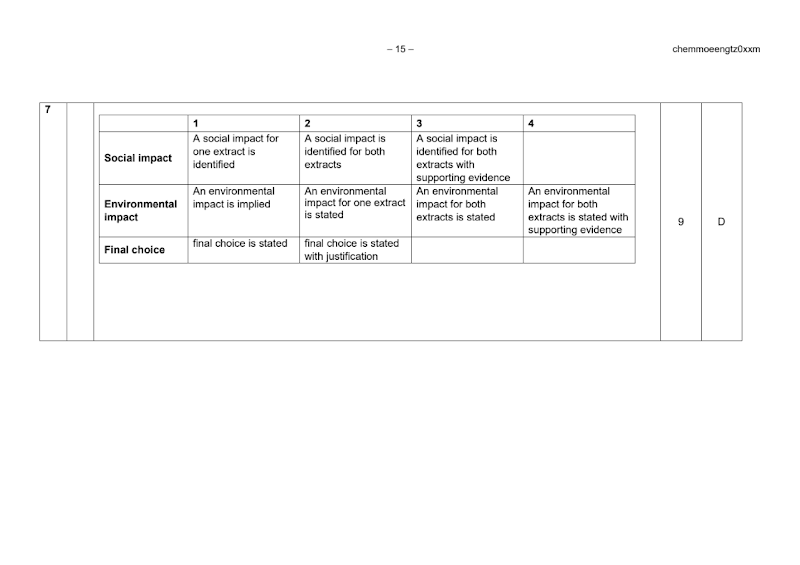 – 15 –
chemmoeengtz0xxm
7
1
2
3
4
Social impact
A social impact for
one extract is
identified
A social impact is
identified for both
extracts
A social impact is
identified for both
extracts with
supporting evidence
Environmental
impact
An environmental
impact is implied
An environmental
impact for one extract
is stated
An environmental
impact for both
extracts is stated
An environmental
impact for both
extracts is stated with
supporting evidence
Final choice
final choice is stated
final choice is stated
with justification
9
D